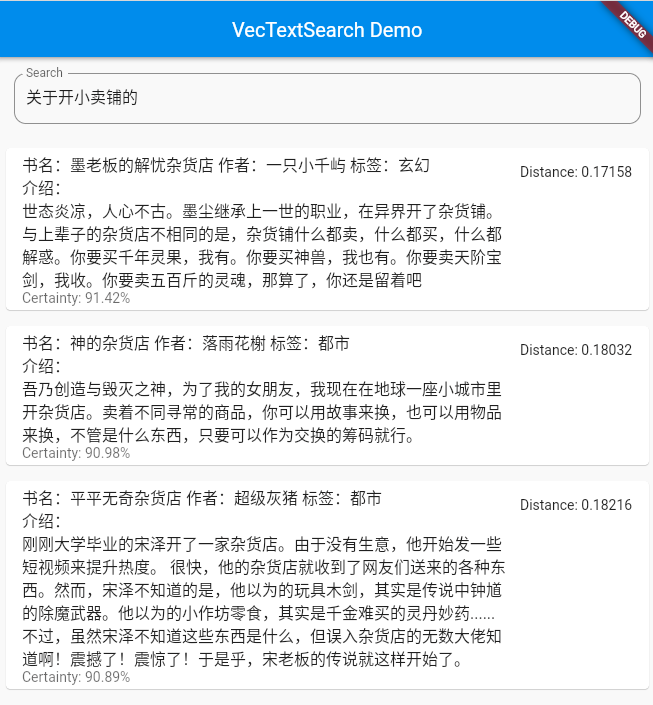 VecTextSearch Demo
DEBUG
Search
关于开小卖铺的
书名：墨老板的解忧杂货店 作者：一只小千屿 标签：玄幻
Distance: 0.17158
介绍：
世态炎凉，人心不古。墨尘继承上一世的职业，在异界开了杂货铺。
与上辈子的杂货店不相同的是，杂货铺什么都卖，什么都买，什么都
解惑。你要买千年灵果，我有。你要买神兽，我也有。你要卖天阶宝
剑，我收。你要卖五百斤的灵魂，那算了，你还是留着吧
Certainty: 91.42%
书名：神的杂货店 作者：落雨花榭 标签：都市
Distance: 0.18032
介绍：
吾乃创造与毁灭之神，为了我的女朋友，我现在在地球一座小城市里
开杂货店。卖着不同寻常的商品，你可以用故事来换，也可以用物品
来换，不管是什么东西，只要可以作为交换的筹码就行。
Certainty: 90.98%
书名：平平无奇杂货店 作者：超级灰猪 标签：都市
Distance: 0.18216
介绍：
刚刚大学毕业的宋泽开了一家杂货店。由于没有生意，他开始发一些
短视频来提升热度。 很快，他的杂货店就收到了网友们送来的各种东
西。然而，宋泽不知道的是，他以为的玩具木剑，其实是传说中钟馗
的除魔武器。他以为的小作坊零食，其实是千金难买的灵丹妙药......
不过，虽然宋泽不知道这些东西是什么，但误入杂货店的无数大佬知
道啊！震撼了！震惊了！于是乎，宋老板的传说就这样开始了。
Certainty: 90.89%